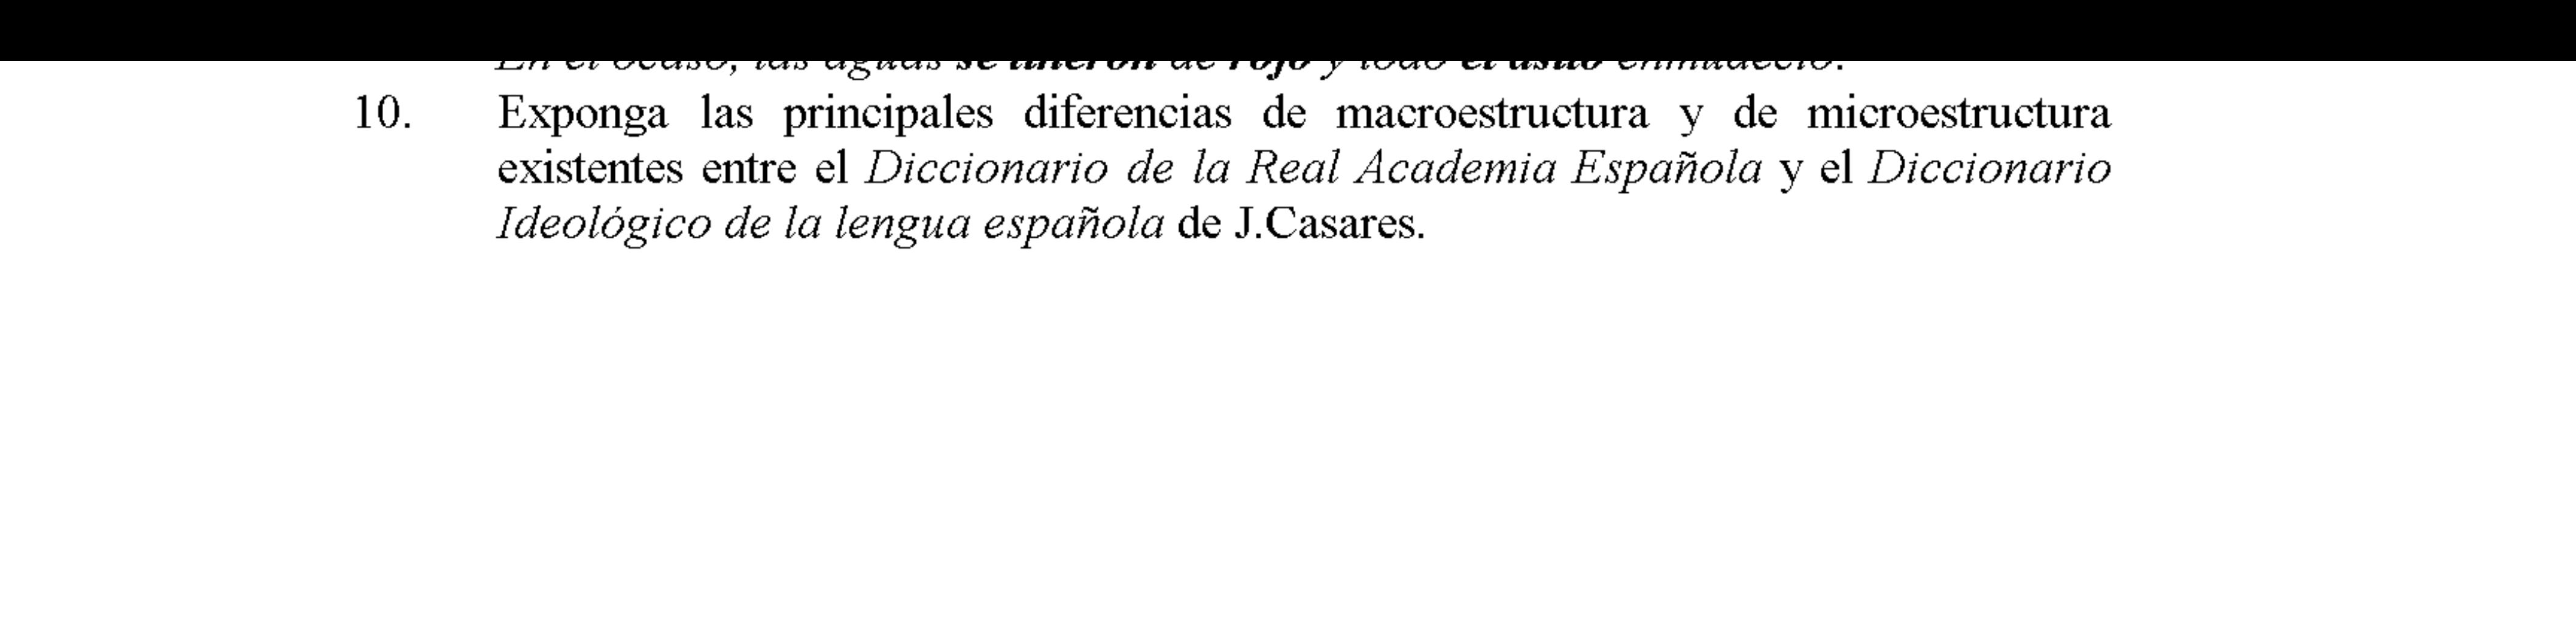 En el ocaso, las aguas se tiñeron de rojo y todo el asilo enmudeció.
10. Exponga las principales diferencias de macroestructura y de microestructura
existentes entre el Diccionario de la Real Academia Española y el Diccionario
Ideológico de la lengua española de J.Casares.